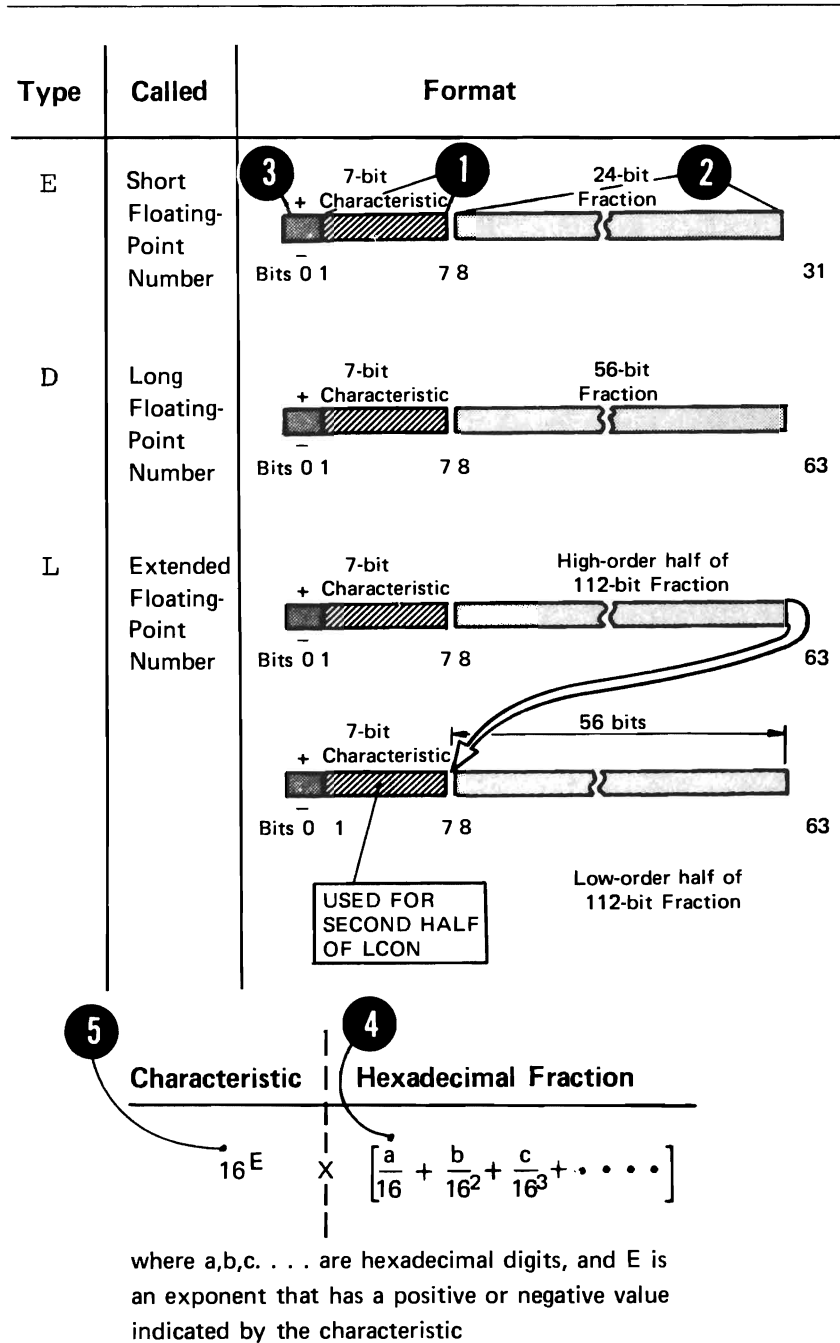 Type Called Format
E Short Floating-Point Number
3 7-bit 1 24-bit 2
+ Characteristic Fraction
–
Bits 0 1 7 8 31
D Long Floating-Point Number
7-bit 56-bit
+ Characteristic Fraction
–
Bits 0 1 7 8 63
L Extended Floating-Point Number
7-bit High-order half of
+ Characteristic 112-bit Fraction
–
Bits 0 1 7 8 63
7-bit 56 bits
+ Characteristic
–
Bits 0 1 7 8 63
USED FOR
SECOND HALF
OF LCON
Low-order half of
112-bit Fraction
5 4
Characteristic Hexadecimal Fraction
16^E X [a/16 + b/16² + c/16³ + • • • •]
where a,b,c. . . . are hexadecimal digits, and E is
an exponent that has a positive or negative value
indicated by the characteristic